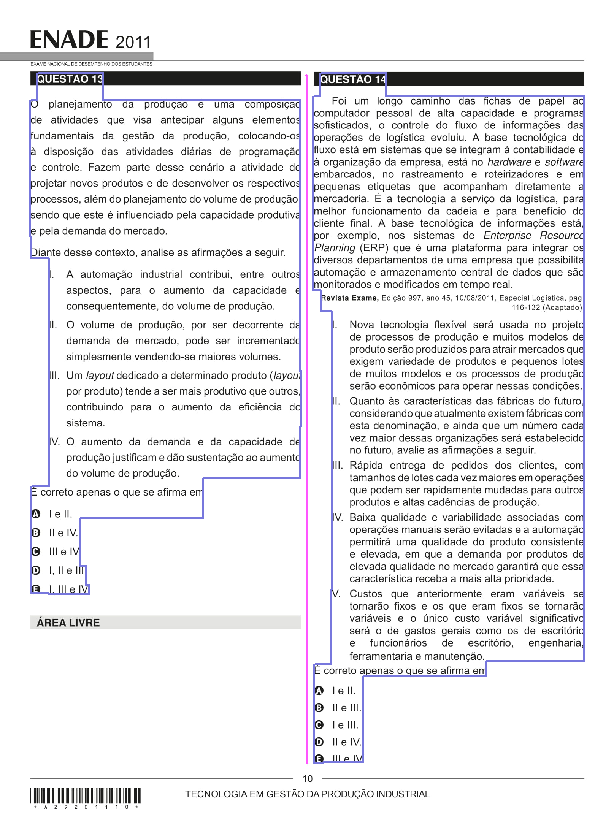 ENADE 2011
EXAME NACIONAL DE DESEMPENHO DOS ESTUDANTES
QUESTÃO 13
O planejamento da produção é uma composição
de atividades que visa antecipar alguns elementos
fundamentais da gestão da produção, colocando-os
à disposição das atividades diárias de programação
e controle. Fazem parte desse cenário a atividade de
projetar novos produtos e de desenvolver os respectivos
processos, além do planejamento do volume de produção,
sendo que este é influenciado pela capacidade produtiva
e pela demanda do mercado.
Diante desse contexto, analise as afirmações a seguir.
I. A automação industrial contribui, entre outros
aspectos, para o aumento da capacidade e
consequentemente, do volume de produção.
II. O volume de produção, por ser decorrente da
demanda de mercado, pode ser incrementado
simplesmente vendendo-se maiores volumes.
III. Um layout dedicado a determinado produto (layout
por produto) tende a ser mais produtivo que outros,
contribuindo para o aumento da eficiência do
sistema.
IV. O aumento da demanda e da capacidade de
produção justificam e dão sustentação ao aumento
do volume de produção.
É correto apenas o que se afirma em
A I e II.
B II e IV.
C III e IV.
D I, II e III.
E I, III e IV.
ÁREA LIVRE
QUESTÃO 14
Foi um longo caminho das fichas de papel ao
computador pessoal de alta capacidade e programas
sofisticados, o controle do fluxo de informações das
operações de logística evoluiu. A base tecnológica do
fluxo está em sistemas que se integram à contabilidade e
à organização da empresa, está no hardware e software
embarcados, no rastreamento e roteirizadores e em
pequenas etiquetas que acompanham diretamente a
mercadoria. É a tecnologia a serviço da logística, para
melhor funcionamento da cadeia e para benefício do
cliente final. A base tecnológica de informações está,
por exemplo, nos sistemas de Enterprise Resource
Planning (ERP) que é uma plataforma para integrar os
diversos departamentos de uma empresa que possibilita
automação e armazenamento central de dados que são
monitorados e modificados em tempo real.
Revista Exame, Edição 997, ano 45, 10/08/2011, Especial Logística, pag.
116-132 (Adaptado)
I. Nova tecnologia flexível será usada no projeto
de processos de produção e muitos modelos de
produto serão produzidos para atrair mercados que
exigem variedade de produtos e pequenos lotes
de muitos modelos e os processos de produção
serão econômicos para operar nessas condições.
II. Quanto às características das fábricas do futuro,
considerando que atualmente existem fábricas com
esta denominação, e ainda que um número cada
vez maior dessas organizações será estabelecido
no futuro, avalie as afirmações a seguir.
III. Rápida entrega de pedidos dos clientes, com
tamanhos de lotes cada vez maiores em operações
que podem ser rapidamente mudadas para outros
produtos e altas cadências de produção.
IV. Baixa qualidade e variabilidade associadas com
operações manuais serão evitadas e a automação
permitirá uma qualidade do produto consistente
e elevada, em que a demanda por produtos de
elevada qualidade no mercado garantirá que essa
característica receba a mais alta prioridade.
V. Custos que anteriormente eram variáveis se
tornarão fixos e os que eram fixos se tornarão
variáveis e o único custo variável significativo
será o de gastos gerais como os de escritório
e funcionários de escritório, engenharia,
ferramentaria e manutenção.
É correto apenas o que se afirma em
A I e II.
B II e III.
C I e III.
D II e IV.
E III e IV.
10
TECNOLOGIA EM GESTÃO DA PRODUÇÃO INDUSTRIAL
*A2620111 0*